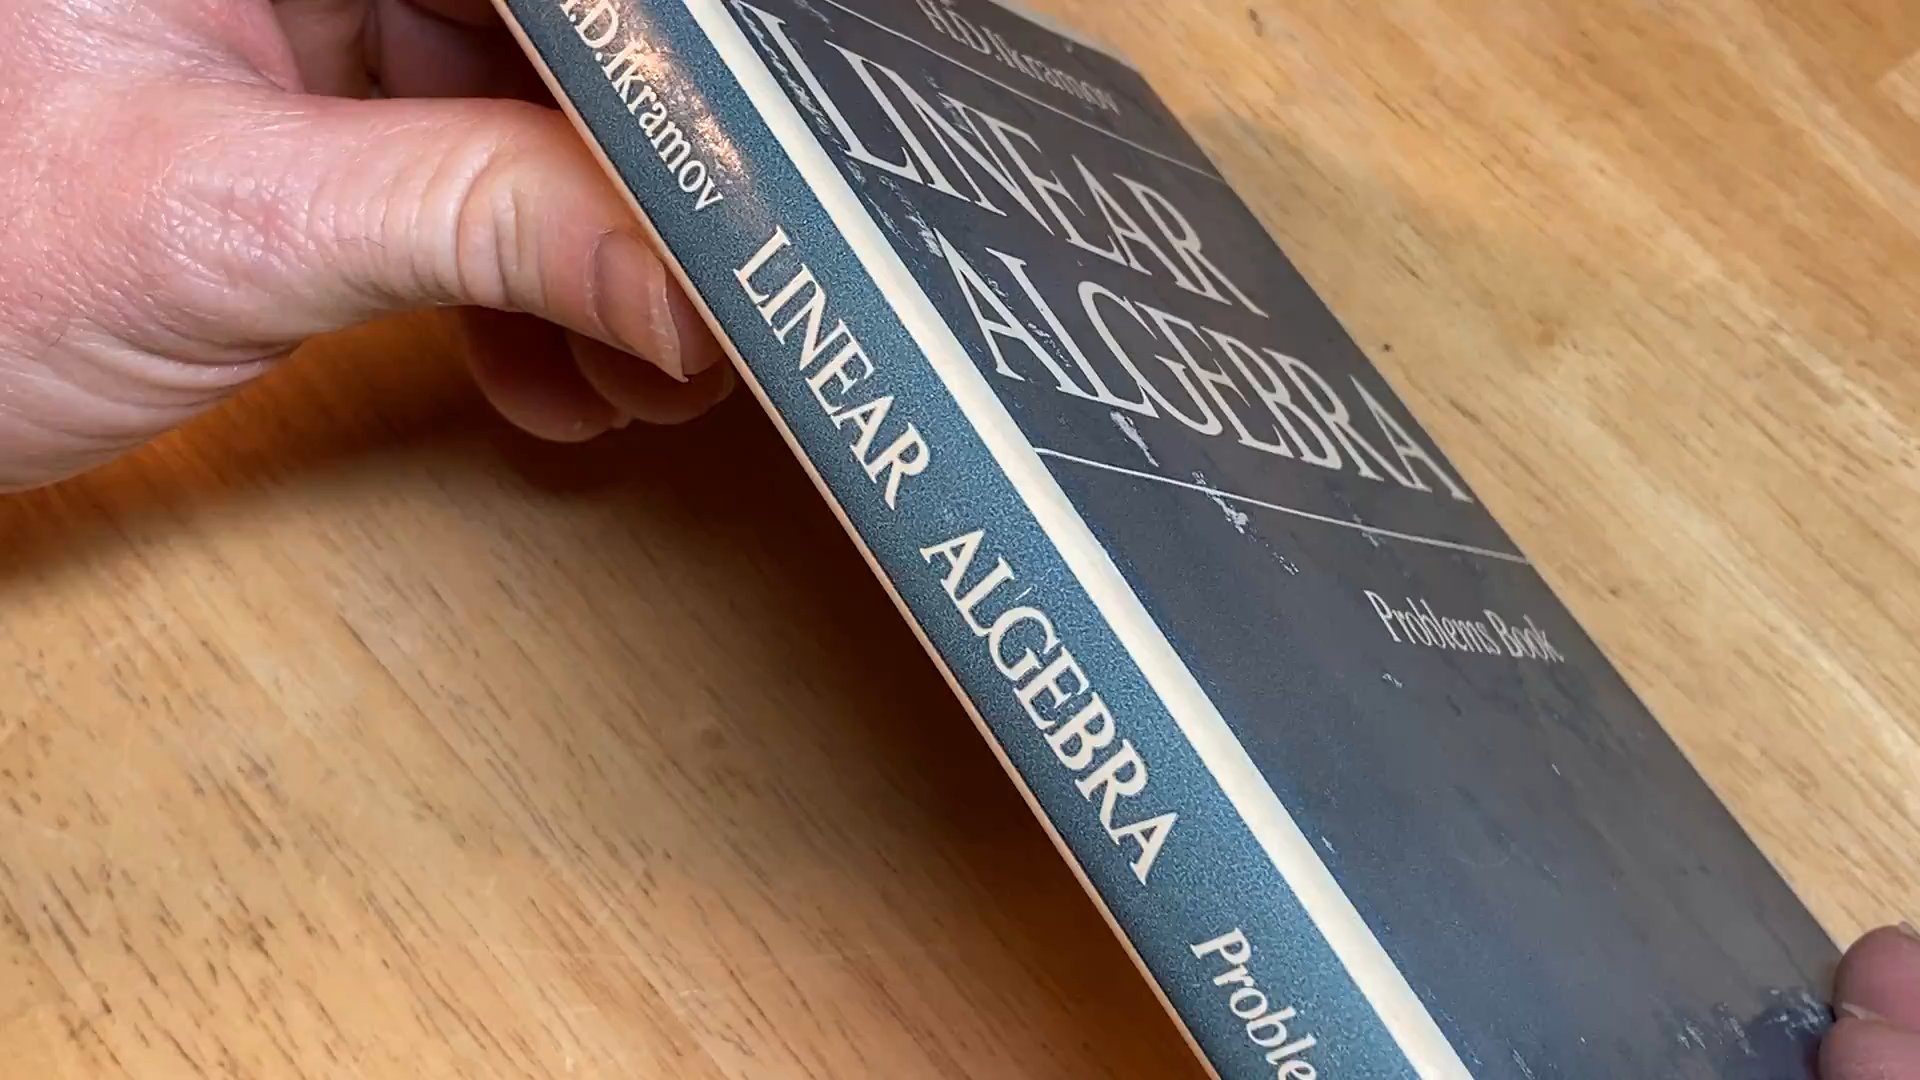 H.D.Ikramov
LINEAR
ALGEBRA
Problems Book
.D.Ikramov LINEAR ALGEBRA Proble